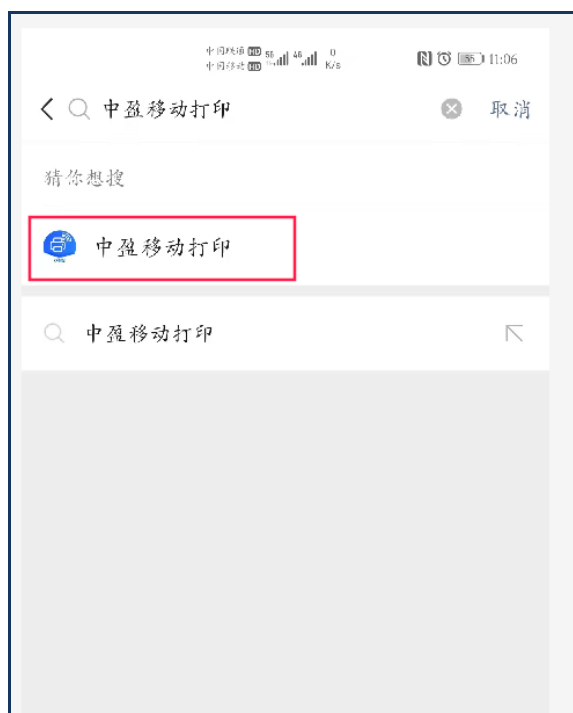 中国联通 HD 5G 4G 0
中国移动 HD K/s 55 11:06
中盈移动打印 取消
猜你想搜
中盈移动打印
中盈移动打印